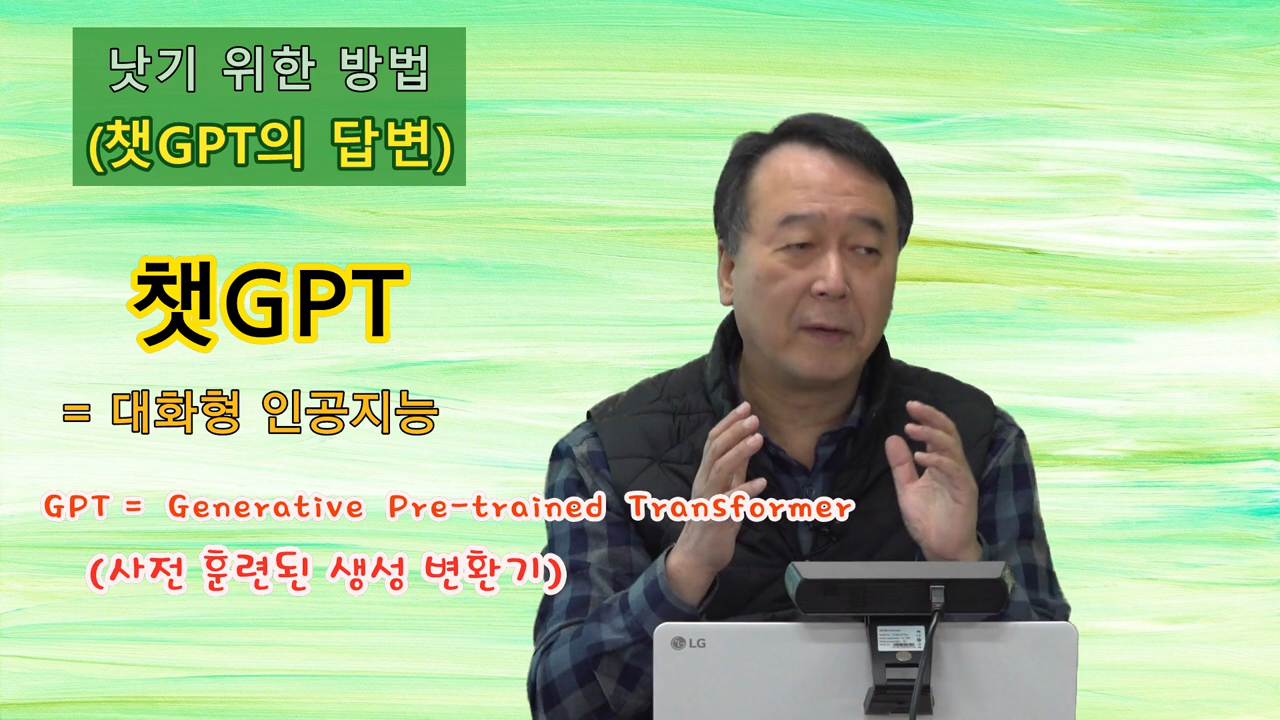 낫기 위한 방법
(챗GPT의 답변)
챗GPT
= 대화형 인공지능
GPT = Generative Pre-trained Transformer
(사전 훈련된 생성 변환기)
LG